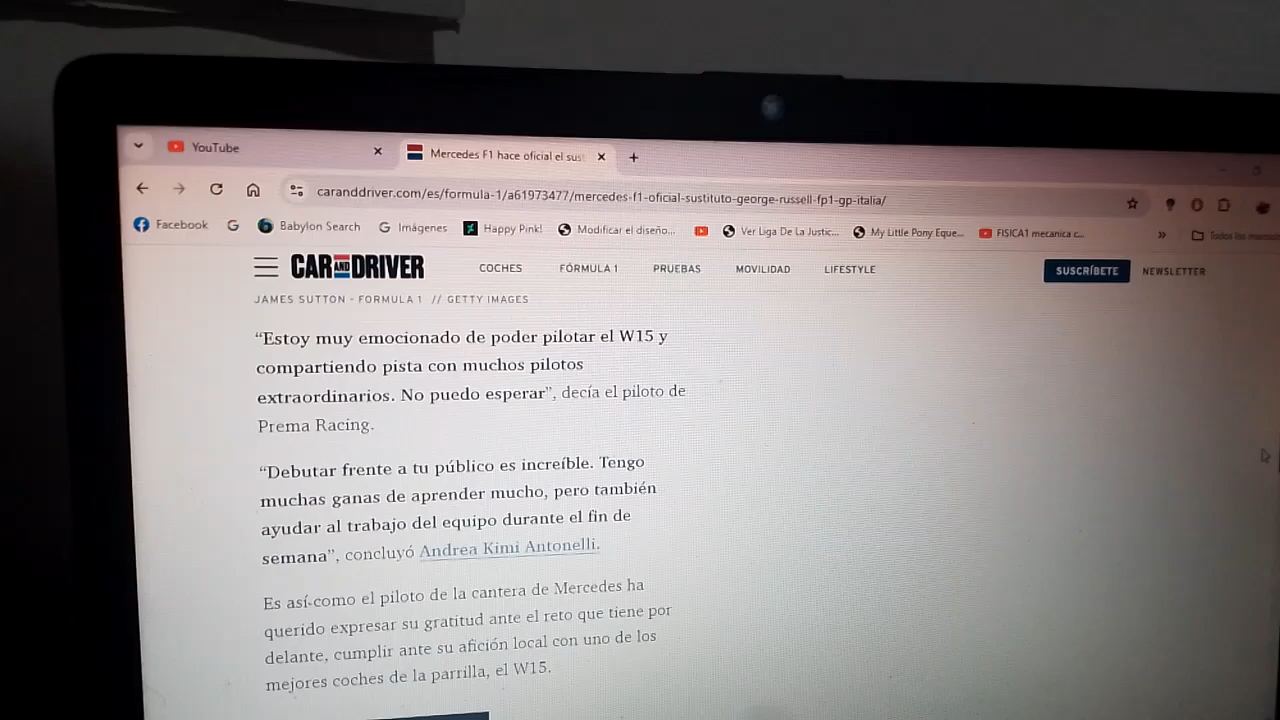 YouTube
Mercedes F1 hace oficial el sus
caranddriver.com/es/formula-1/a61973477/mercedes-f1-oficial-sustituto-george-russell-fp1-gp-italia/
Facebook G Babylon Search G Imágenes Happy Pink! Modificar el diseño... Ver Liga De La Justic... My Little Pony Eque... FISICA1 mecanica c... » Todos los
CAR AND DRIVER COCHES FÓRMULA 1 PRUEBAS MOVILIDAD LIFESTYLE SUSCRÍBETE NEWSLETTER
JAMES SUTTON - FORMULA 1 // GETTY IMAGES
“Estoy muy emocionado de poder pilotar el W15 y
compartiendo pista con muchos pilotos
extraordinarios. No puedo esperar”, decía el piloto de
Prema Racing.
“Debutar frente a tu público es increíble. Tengo
muchas ganas de aprender mucho, pero también
ayudar al trabajo del equipo durante el fin de
semana”, concluyó Andrea Kimi Antonelli.
Es así como el piloto de la cantera de Mercedes ha
querido expresar su gratitud ante el reto que tiene por
delante, cumplir ante su afición local con uno de los
mejores coches de la parrilla, el W15.